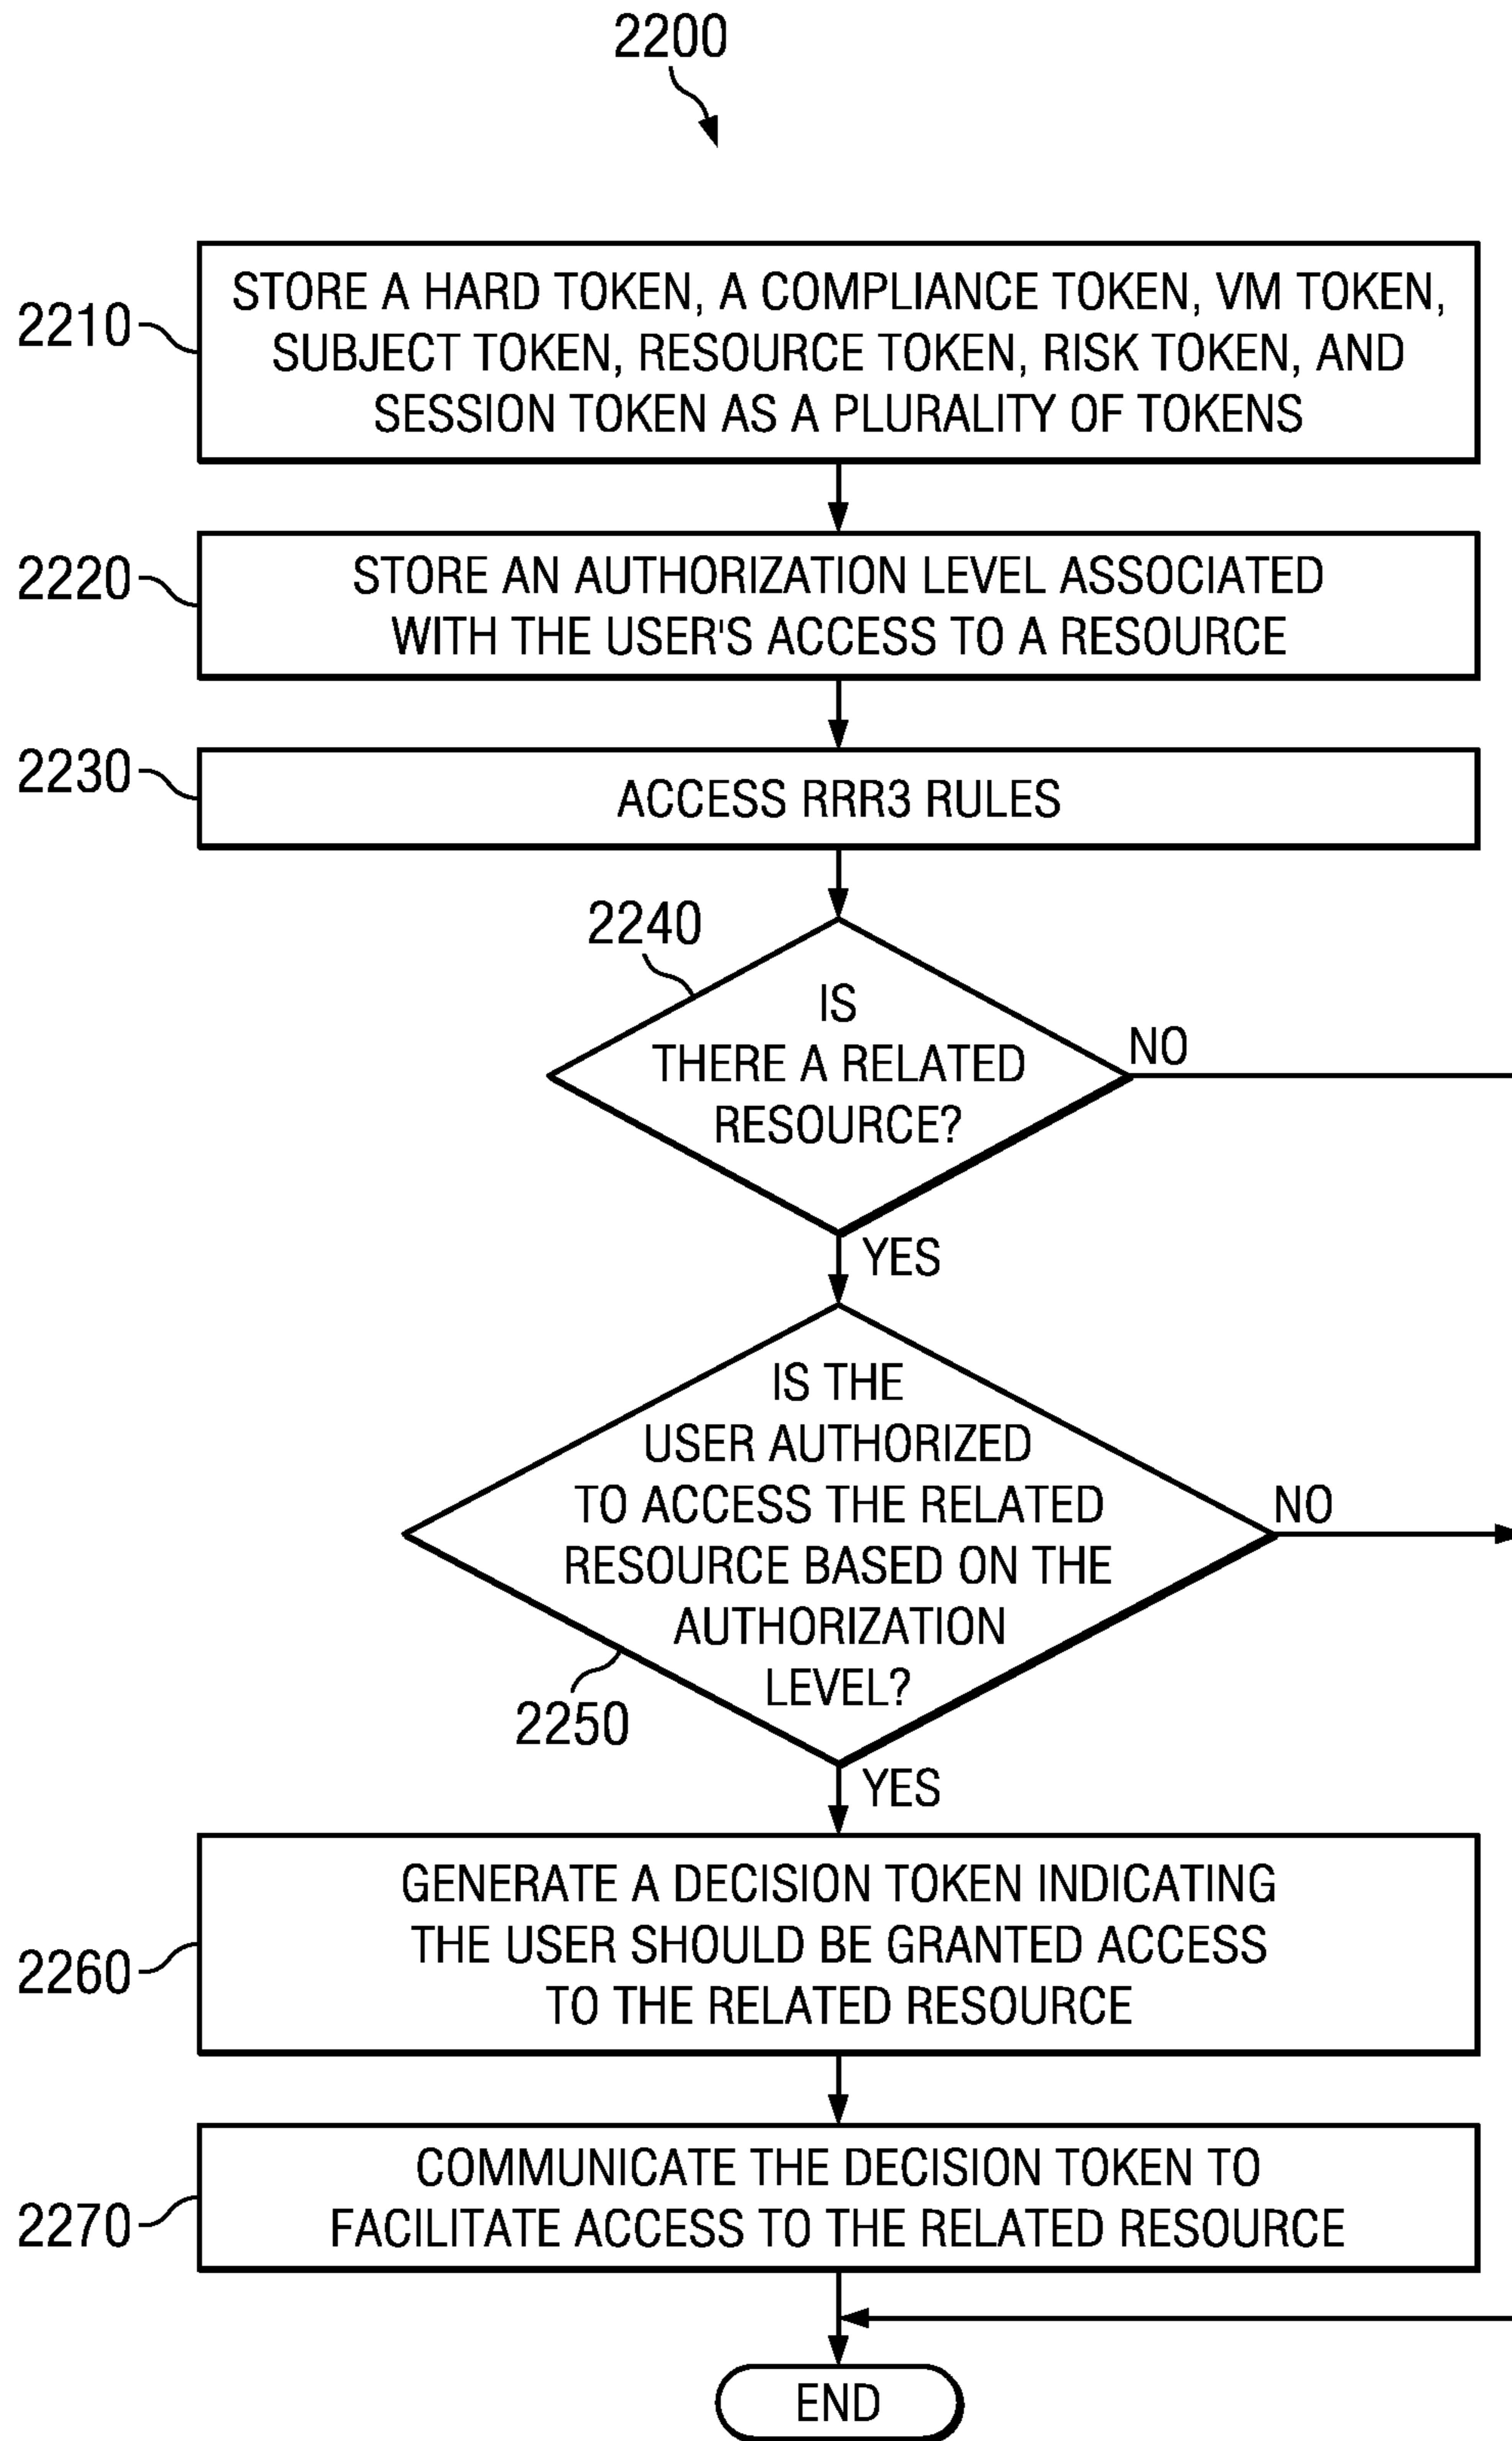 2200
2210
STORE A HARD TOKEN, A COMPLIANCE TOKEN, VM TOKEN,
SUBJECT TOKEN, RESOURCE TOKEN, RISK TOKEN, AND
SESSION TOKEN AS A PLURALITY OF TOKENS
2220
STORE AN AUTHORIZATION LEVEL ASSOCIATED
WITH THE USER'S ACCESS TO A RESOURCE
2230
ACCESS RRR3 RULES
2240
IS
THERE A RELATED
RESOURCE?
NO
YES
IS THE
USER AUTHORIZED
TO ACCESS THE RELATED
RESOURCE BASED ON THE
AUTHORIZATION
LEVEL?
NO
2250
YES
2260
GENERATE A DECISION TOKEN INDICATING
THE USER SHOULD BE GRANTED ACCESS
TO THE RELATED RESOURCE
2270
COMMUNICATE THE DECISION TOKEN TO
FACILITATE ACCESS TO THE RELATED RESOURCE
END